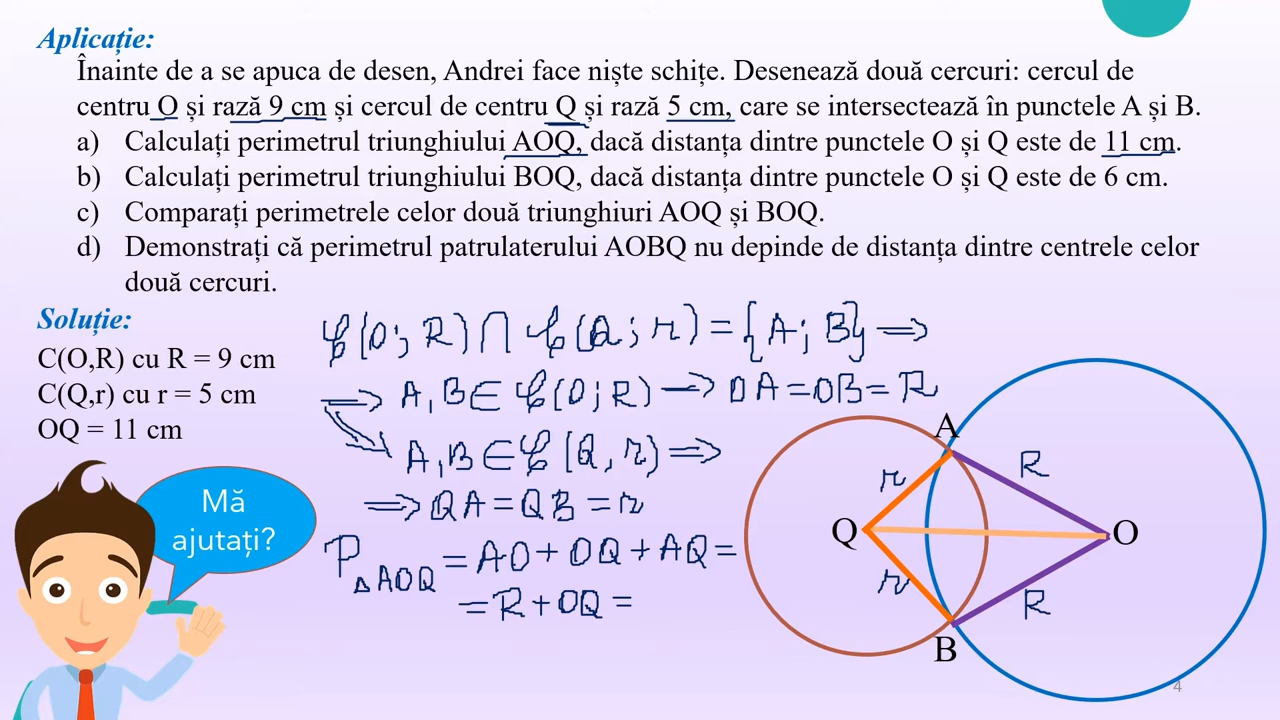 Aplicație:
Înainte de a se apuca de desen, Andrei face niște schițe. Desenează două cercuri: cercul de
centru O și rază 9 cm și cercul de centru Q și rază 5 cm, care se intersectează în punctele A și B.
a) Calculați perimetrul triunghiului AOQ, dacă distanța dintre punctele O și Q este de 11 cm.
b) Calculați perimetrul triunghiului BOQ, dacă distanța dintre punctele O și Q este de 6 cm.
c) Comparați perimetrele celor două triunghiuri AOQ și BOQ.
d) Demonstrați că perimetrul patrulaterului AOBQ nu depinde de distanța dintre centrele celor
două cercuri.
Soluție:
C(O,R) cu R = 9 cm
C(Q,r) cu r = 5 cm
OQ = 11 cm
Mă
ajutați?
𝒞(O; R) ∩ 𝒞(Q; r) = {A; B} ⇒
⇒ A, B ∈ 𝒞(O; R) ⇒ OA = OB = R
A, B ∈ 𝒞(Q, r) ⇒
⇒ QA = QB = r
P△AOQ = AO + OQ + AQ =
= R + OQ =
A
r
R
Q
O
r
R
B
4